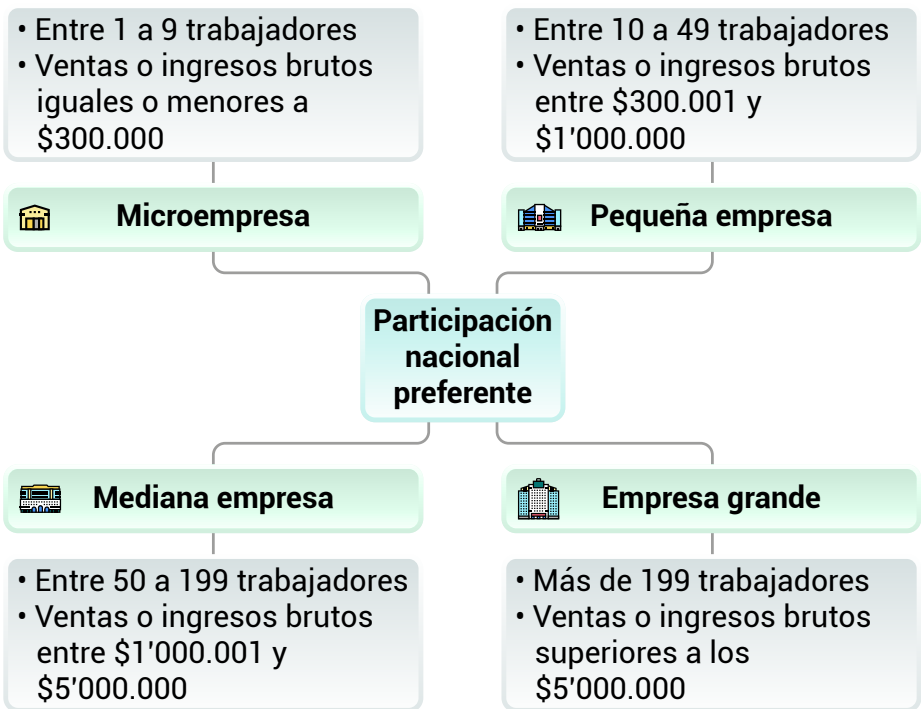 • Entre 1 a 9 trabajadores
• Ventas o ingresos brutos
iguales o menores a
$300.000
Microempresa
• Entre 10 a 49 trabajadores
• Ventas o ingresos brutos
entre $300.001 y
$1'000.000
Pequeña empresa
Participación
nacional
preferente
Mediana empresa
• Entre 50 a 199 trabajadores
• Ventas o ingresos brutos
entre $1'000.001 y
$5'000.000
Empresa grande
• Más de 199 trabajadores
• Ventas o ingresos brutos
superiores a los
$5'000.000